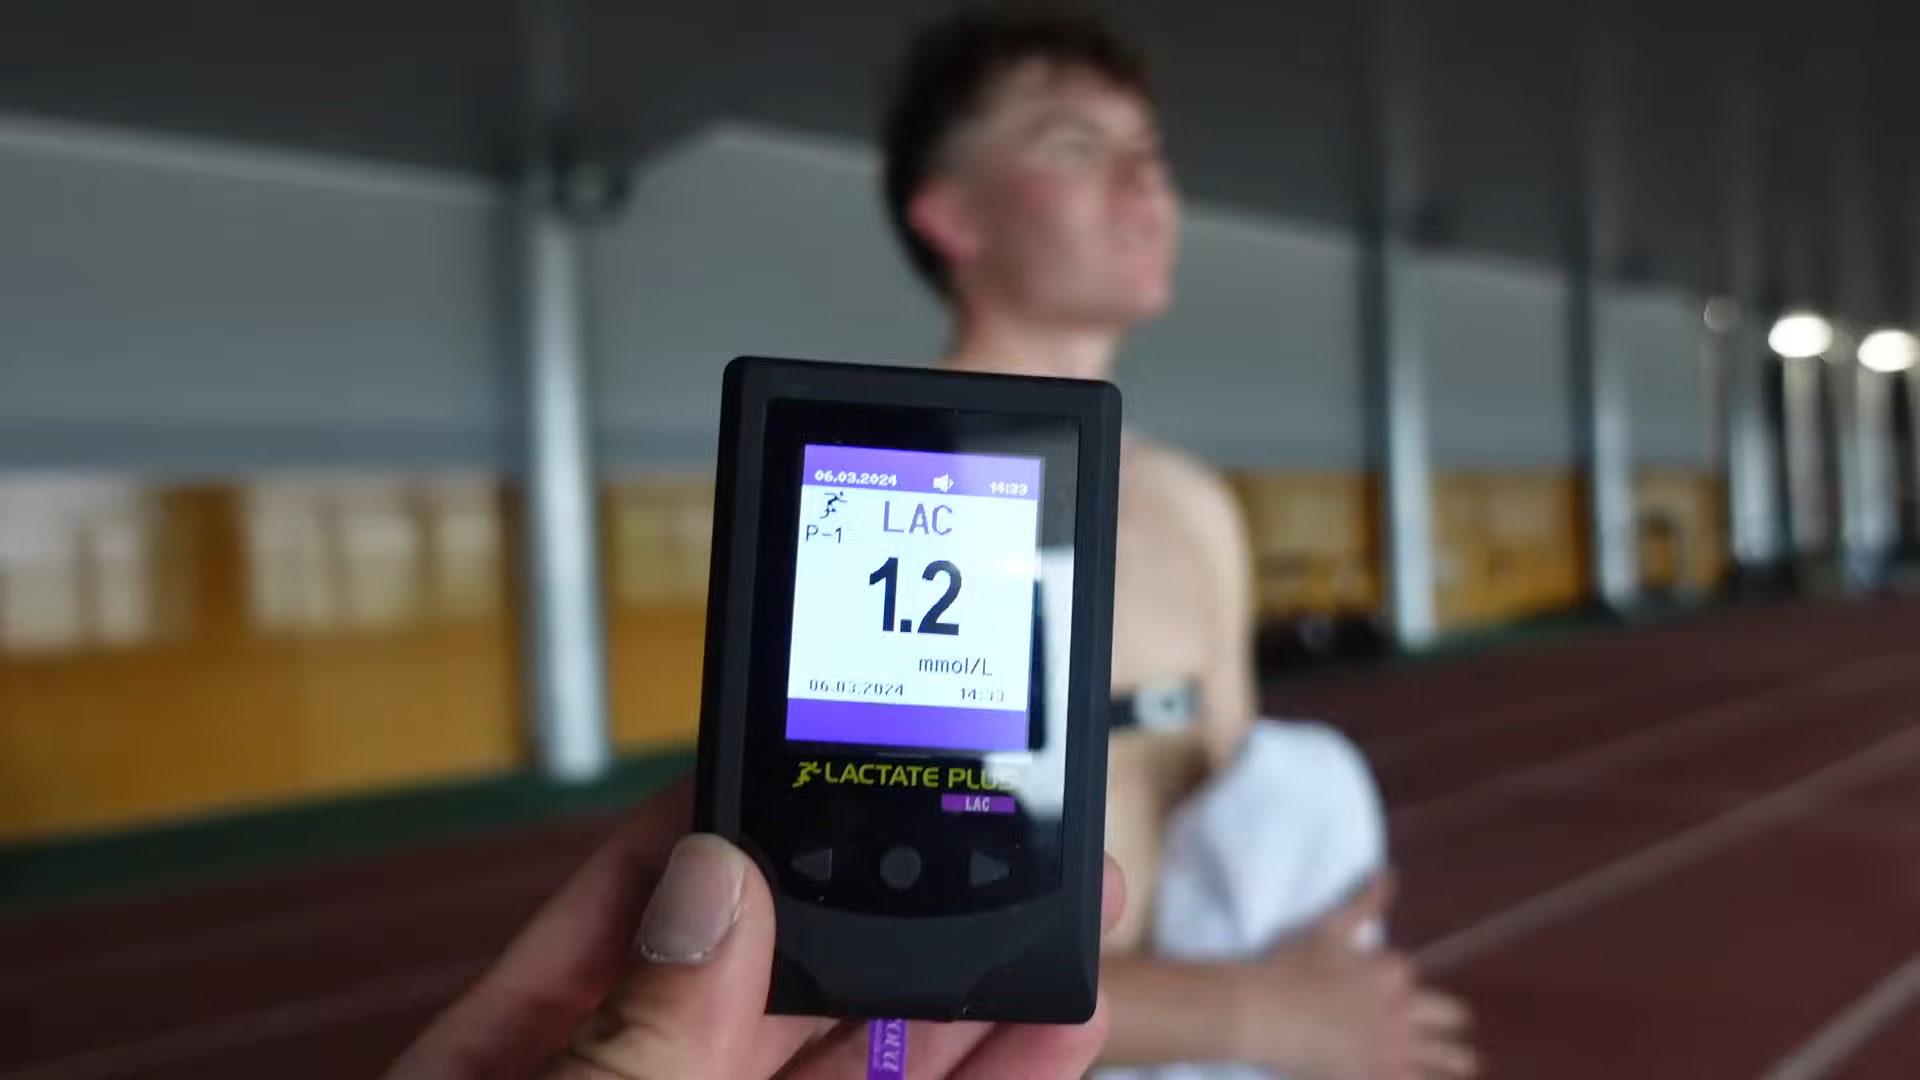 06.03.2024 14:33
P-1 LAC
1.2
mmol/L
06.03.2024 14:33
LACTATE PLUS
LAC